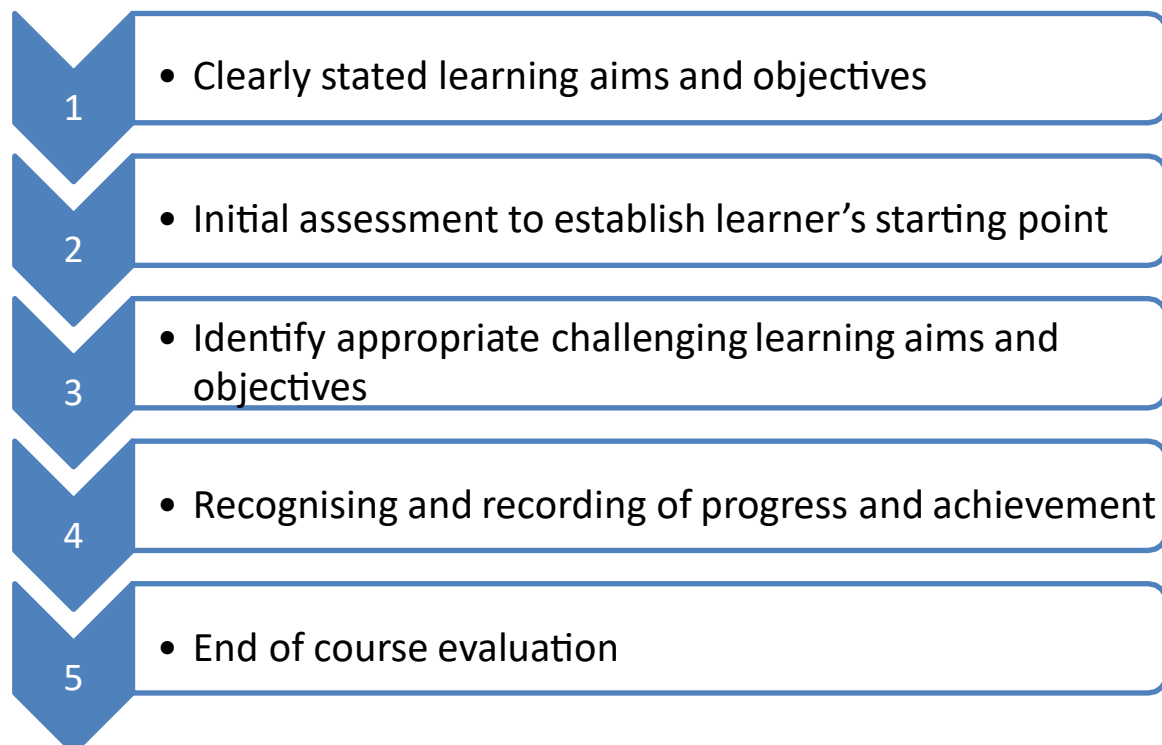 1
• Clearly stated learning aims and objectives
2
• Initial assessment to establish learner’s starting point
3
• Identify appropriate challenging learning aims and
objectives
4
• Recognising and recording of progress and achievement
5
• End of course evaluation